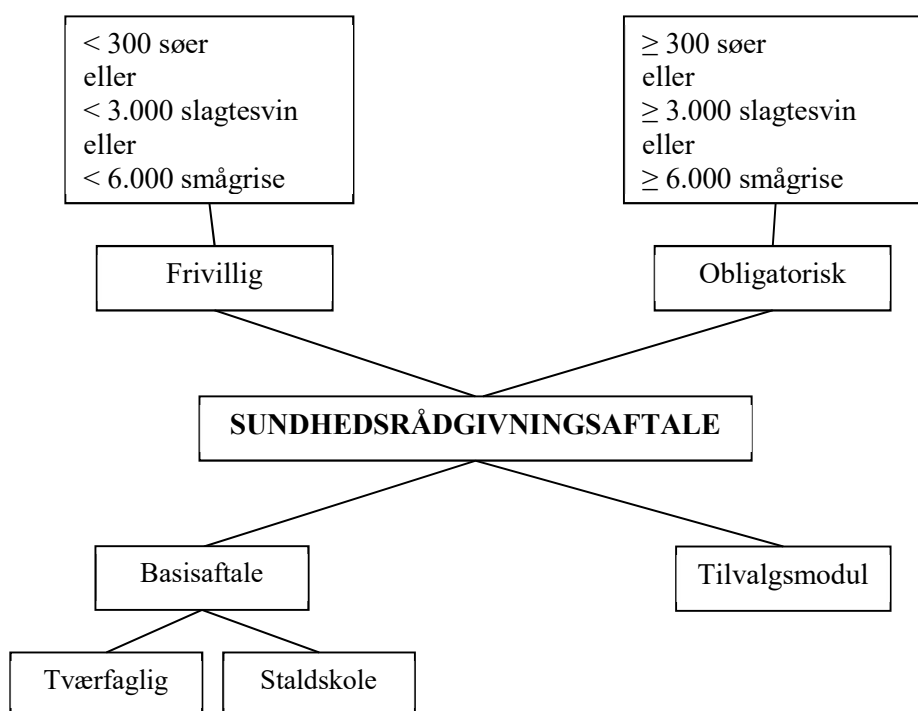 < 300 søer
eller
< 3.000 slagtesvin
eller
< 6.000 smågrise
≥ 300 søer
eller
≥ 3.000 slagtesvin
eller
≥ 6.000 smågrise
Frivillig
Obligatorisk
SUNDHEDSRÅDGIVNINGSAFTALE
Basisaftale
Tilvalgsmodul
Tværfaglig
Staldskole